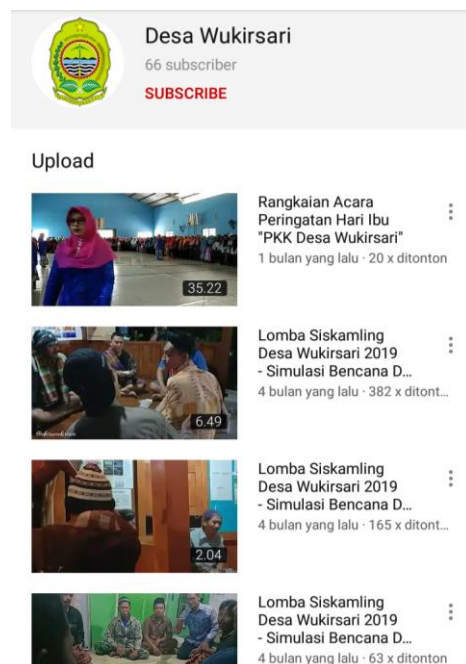 Desa Wukirsari
66 subscriber
SUBSCRIBE
Upload
Rangkaian Acara
Peringatan Hari Ibu
"PKK Desa Wukirsari"
1 bulan yang lalu · 20 x ditonton
35.22
Lomba Siskamling
Desa Wukirsari 2019
- Simulasi Bencana D...
4 bulan yang lalu · 382 x ditont...
6.49
Lomba Siskamling
Desa Wukirsari 2019
- Simulasi Bencana D...
4 bulan yang lalu · 165 x ditont...
2.04
Lomba Siskamling
Desa Wukirsari 2019
- Simulasi Bencana D...
4 bulan yang lalu · 63 x ditonton